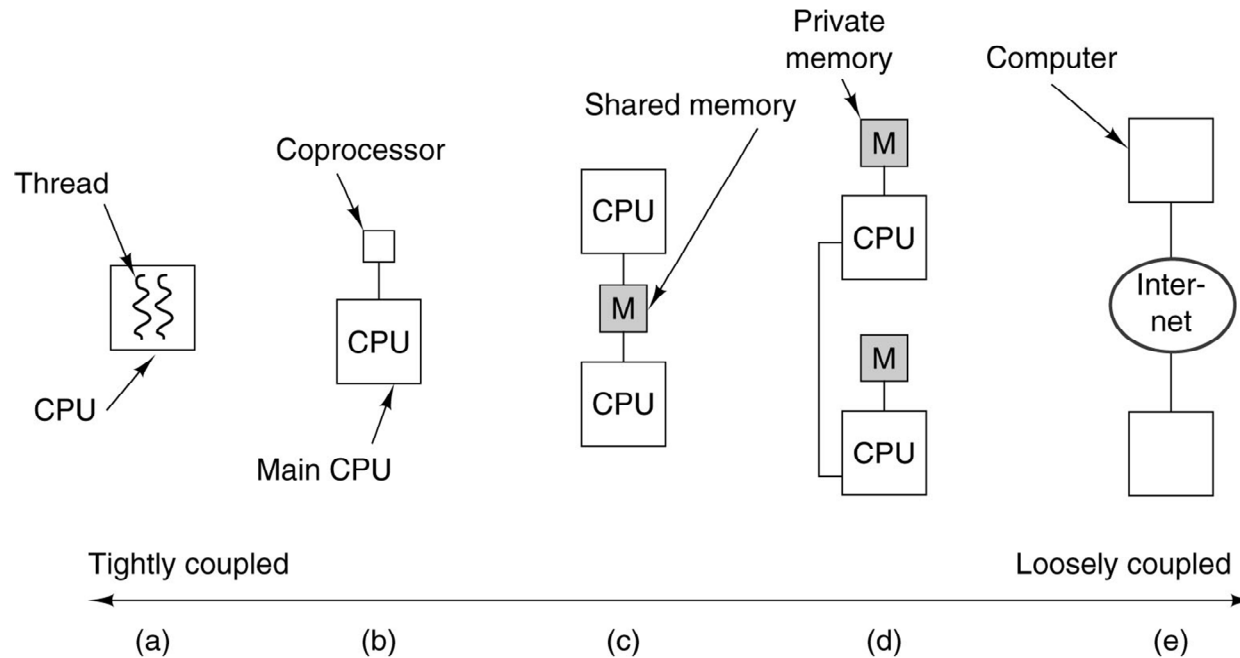 Private
memory
Computer
Shared memory
Coprocessor
Thread
M
CPU
CPU
Inter-
net
M
CPU
M
CPU
CPU
CPU
Main CPU
Tightly coupled
Loosely coupled
(a)
(b)
(c)
(d)
(e)